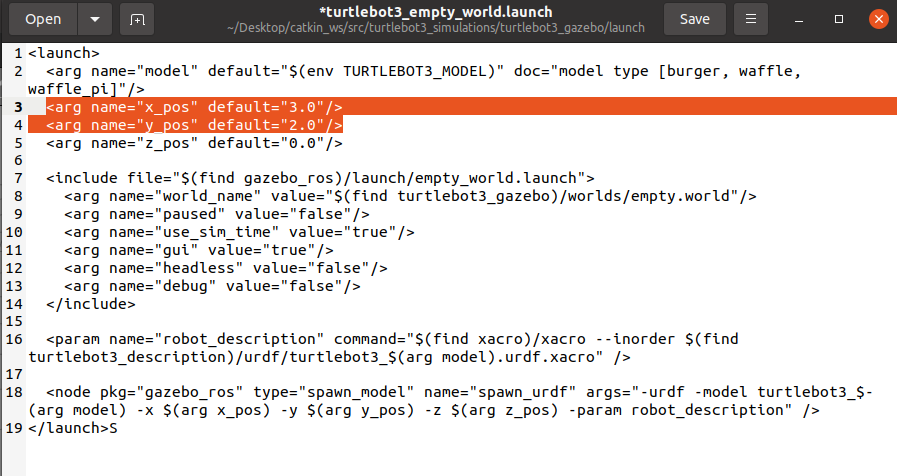 Open
*turtlebot3_empty_world.launch
~/Desktop/catkin_ws/src/turtlebot3_simulations/turtlebot3_gazebo/launch
Save
1 <launch>
2   <arg name="model" default="$(env TURTLEBOT3_MODEL)" doc="model type [burger, waffle,
waffle_pi]"/>
3   <arg name="x_pos" default="3.0"/>
4   <arg name="y_pos" default="2.0"/>
5   <arg name="z_pos" default="0.0"/>
6
7   <include file="$(find gazebo_ros)/launch/empty_world.launch">
8     <arg name="world_name" value="$(find turtlebot3_gazebo)/worlds/empty.world"/>
9     <arg name="paused" value="false"/>
10     <arg name="use_sim_time" value="true"/>
11     <arg name="gui" value="true"/>
12     <arg name="headless" value="false"/>
13     <arg name="debug" value="false"/>
14   </include>
15
16   <param name="robot_description" command="$(find xacro)/xacro --inorder $(find
turtlebot3_description)/urdf/turtlebot3_$(arg model).urdf.xacro" />
17
18   <node pkg="gazebo_ros" type="spawn_model" name="spawn_urdf" args="-urdf -model turtlebot3_$-
(arg model) -x $(arg x_pos) -y $(arg y_pos) -z $(arg z_pos) -param robot_description" />
19 </launch>S